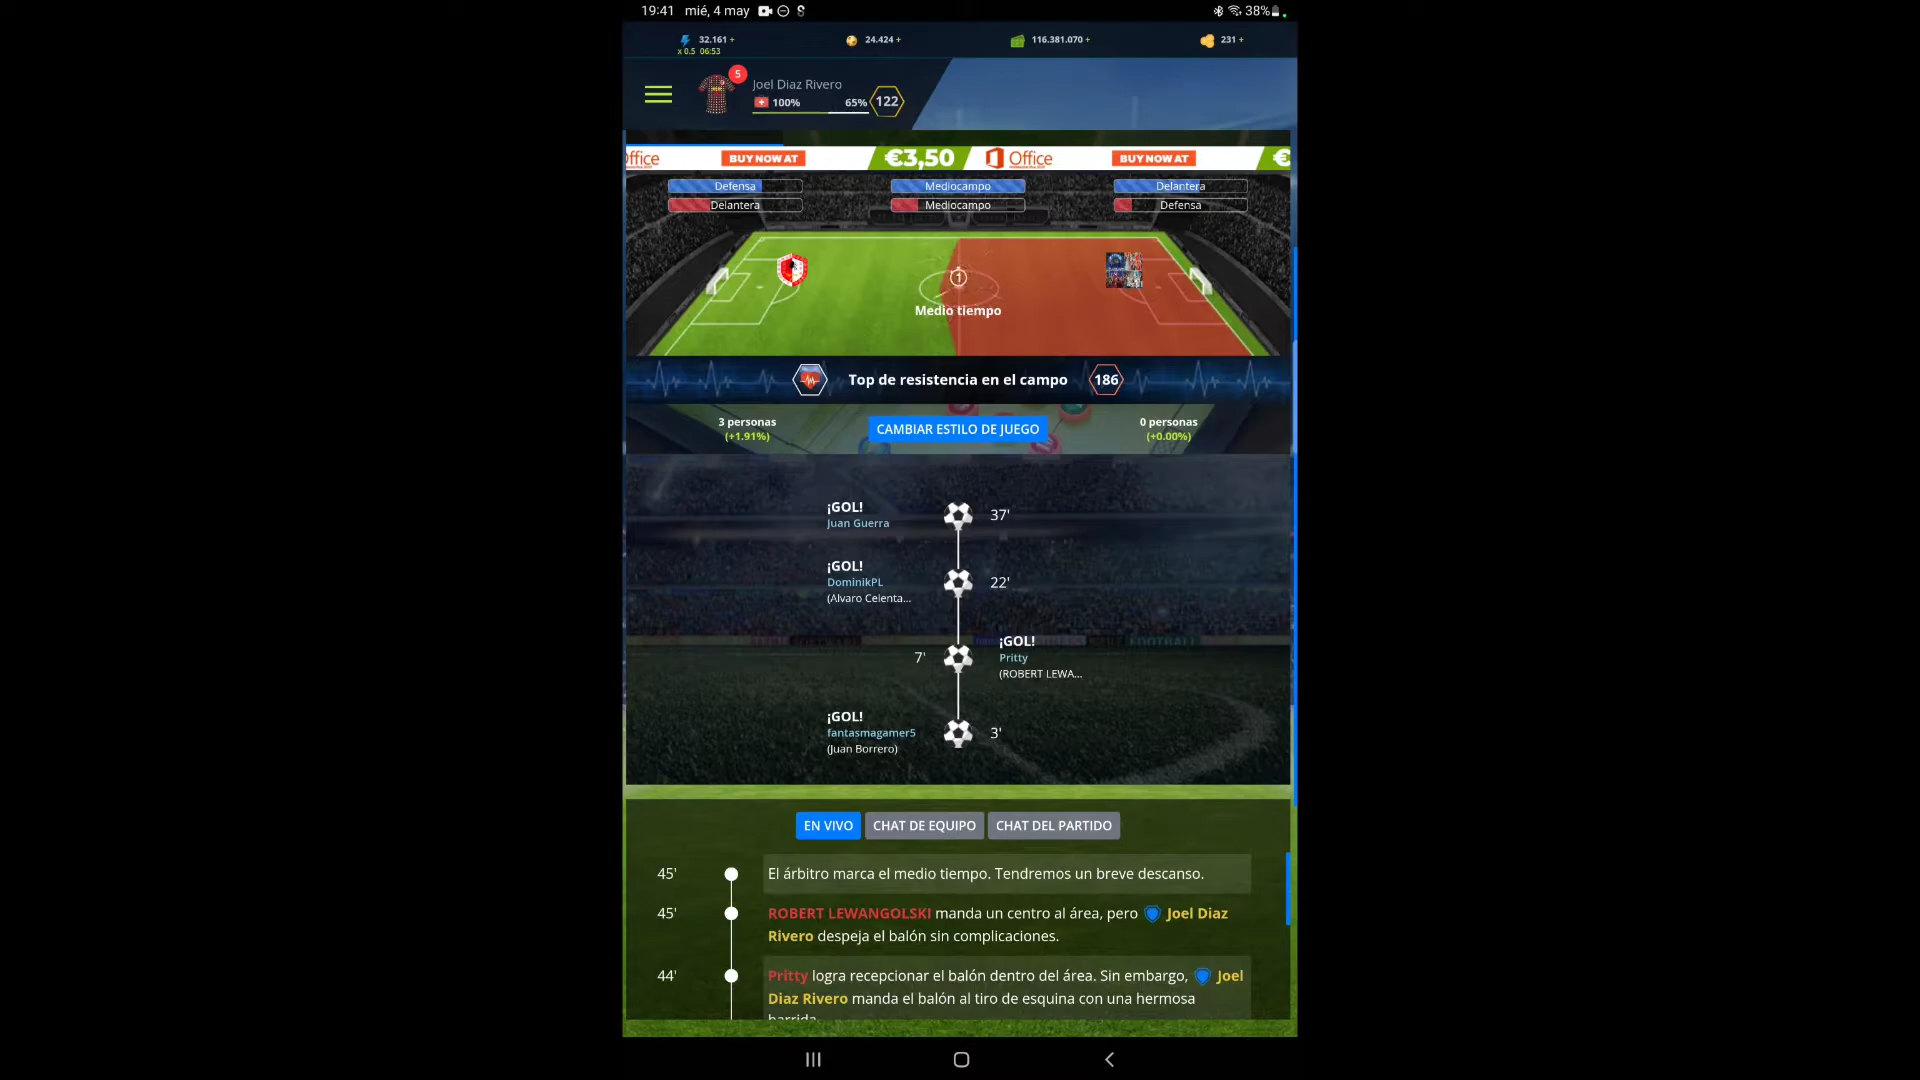 19:41 mié, 4 may 38%
32.161 + 24.424 + 116.381.070 + 231 +
x 0.5 06:53
5
Joel Diaz Rivero
100% 65% 122
Office BUY NOW AT €3,50 Office BUY NOW AT €
Defensa Mediocampo Delantera
Delantera Mediocampo Defensa
1
Medio tiempo
Top de resistencia en el campo 186
3 personas CAMBIAR ESTILO DE JUEGO 0 personas
(+1.91%) (+0.00%)
¡GOL! 37'
Juan Guerra
¡GOL! 22'
DominikPL
(Alvaro Celenta...
7' ¡GOL!
Pritty
(ROBERT LEWA...
¡GOL! 3'
fantasmagamer5
(Juan Borrero)
EN VIVO CHAT DE EQUIPO CHAT DEL PARTIDO
45' El árbitro marca el medio tiempo. Tendremos un breve descanso.
45' ROBERT LEWANGOLSKI manda un centro al área, pero Joel Diaz
Rivero despeja el balón sin complicaciones.
44' Pritty logra recepcionar el balón dentro del área. Sin embargo, Joel
Diaz Rivero manda el balón al tiro de esquina con una hermosa
barrida.